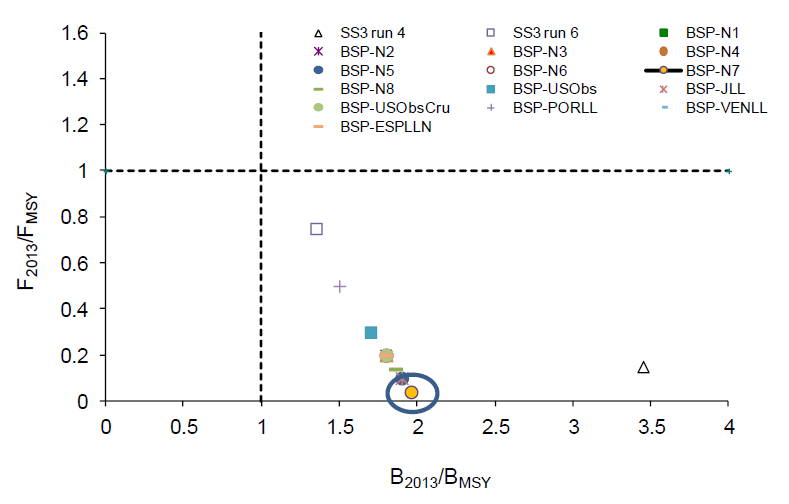 SS3 run 4 SS3 run 6 BSP-N1
BSP-N2 BSP-N3 BSP-N4
BSP-N5 BSP-N6 BSP-N7
BSP-N8 BSP-USObs BSP-JLL
BSP-USObsCru BSP-PORLL BSP-VENLL
BSP-ESPLLN
1.6
1.4
1.2
1
0.8
0.6
0.4
0.2
0
F2013/FMSY
0 0.5 1 1.5 2 2.5 3 3.5 4
B2013/BMSY